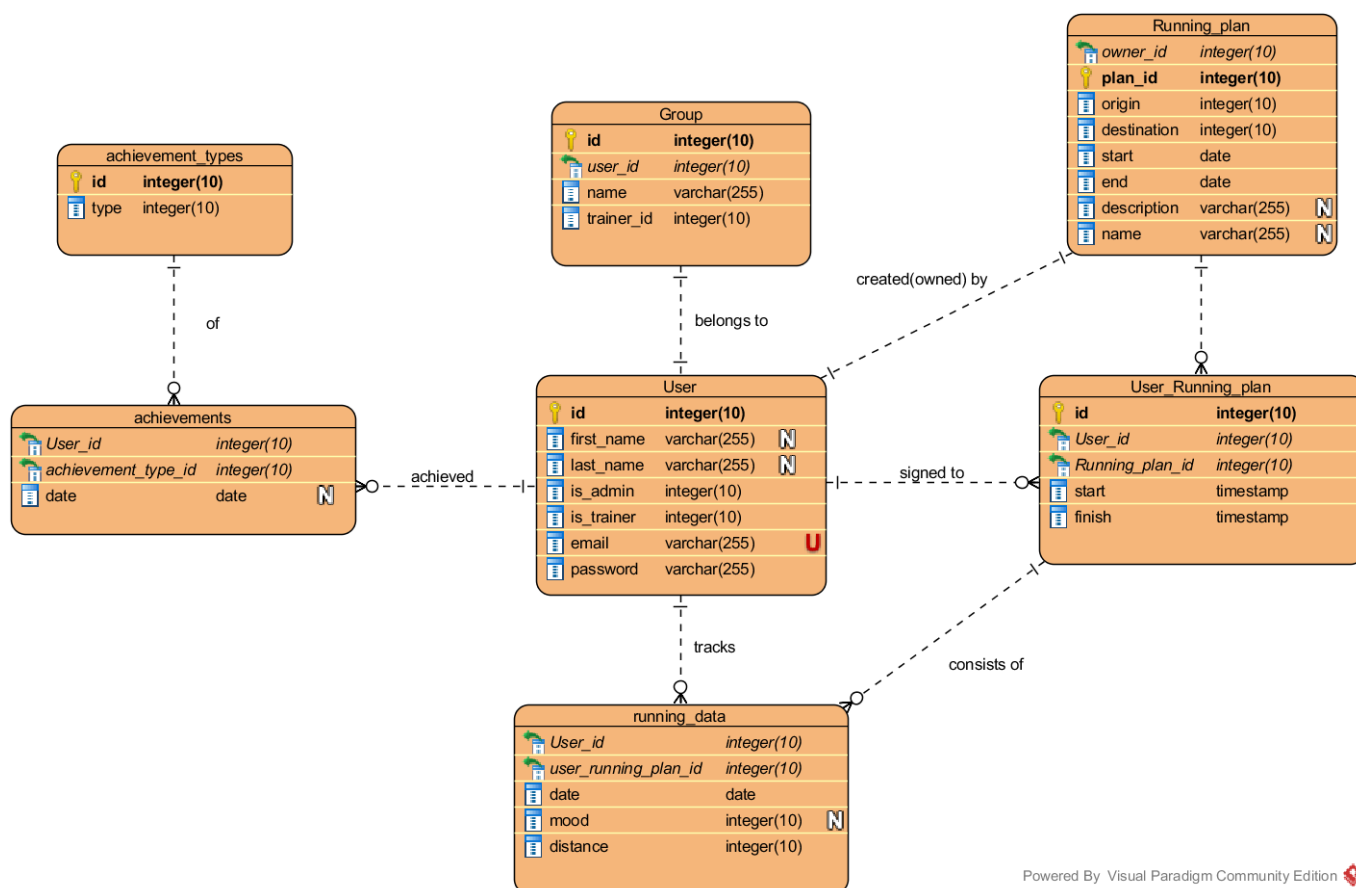 Running_plan
owner_id integer(10)
plan_id integer(10)
origin integer(10)
destination integer(10)
start date
end date
description varchar(255) N
name varchar(255) N
Group
id integer(10)
user_id integer(10)
name varchar(255)
trainer_id integer(10)
achievement_types
id integer(10)
type integer(10)
created(owned) by
belongs to
of
User
id integer(10)
first_name varchar(255) N
last_name varchar(255) N
is_admin integer(10)
is_trainer integer(10)
email varchar(255) U
password varchar(255)
User_Running_plan
id integer(10)
User_id integer(10)
Running_plan_id integer(10)
start timestamp
finish timestamp
achievements
User_id integer(10)
achievement_type_id integer(10)
date date N
achieved
signed to
tracks
consists of
running_data
User_id integer(10)
user_running_plan_id integer(10)
date date
mood integer(10) N
distance integer(10)
Powered By Visual Paradigm Community Edition